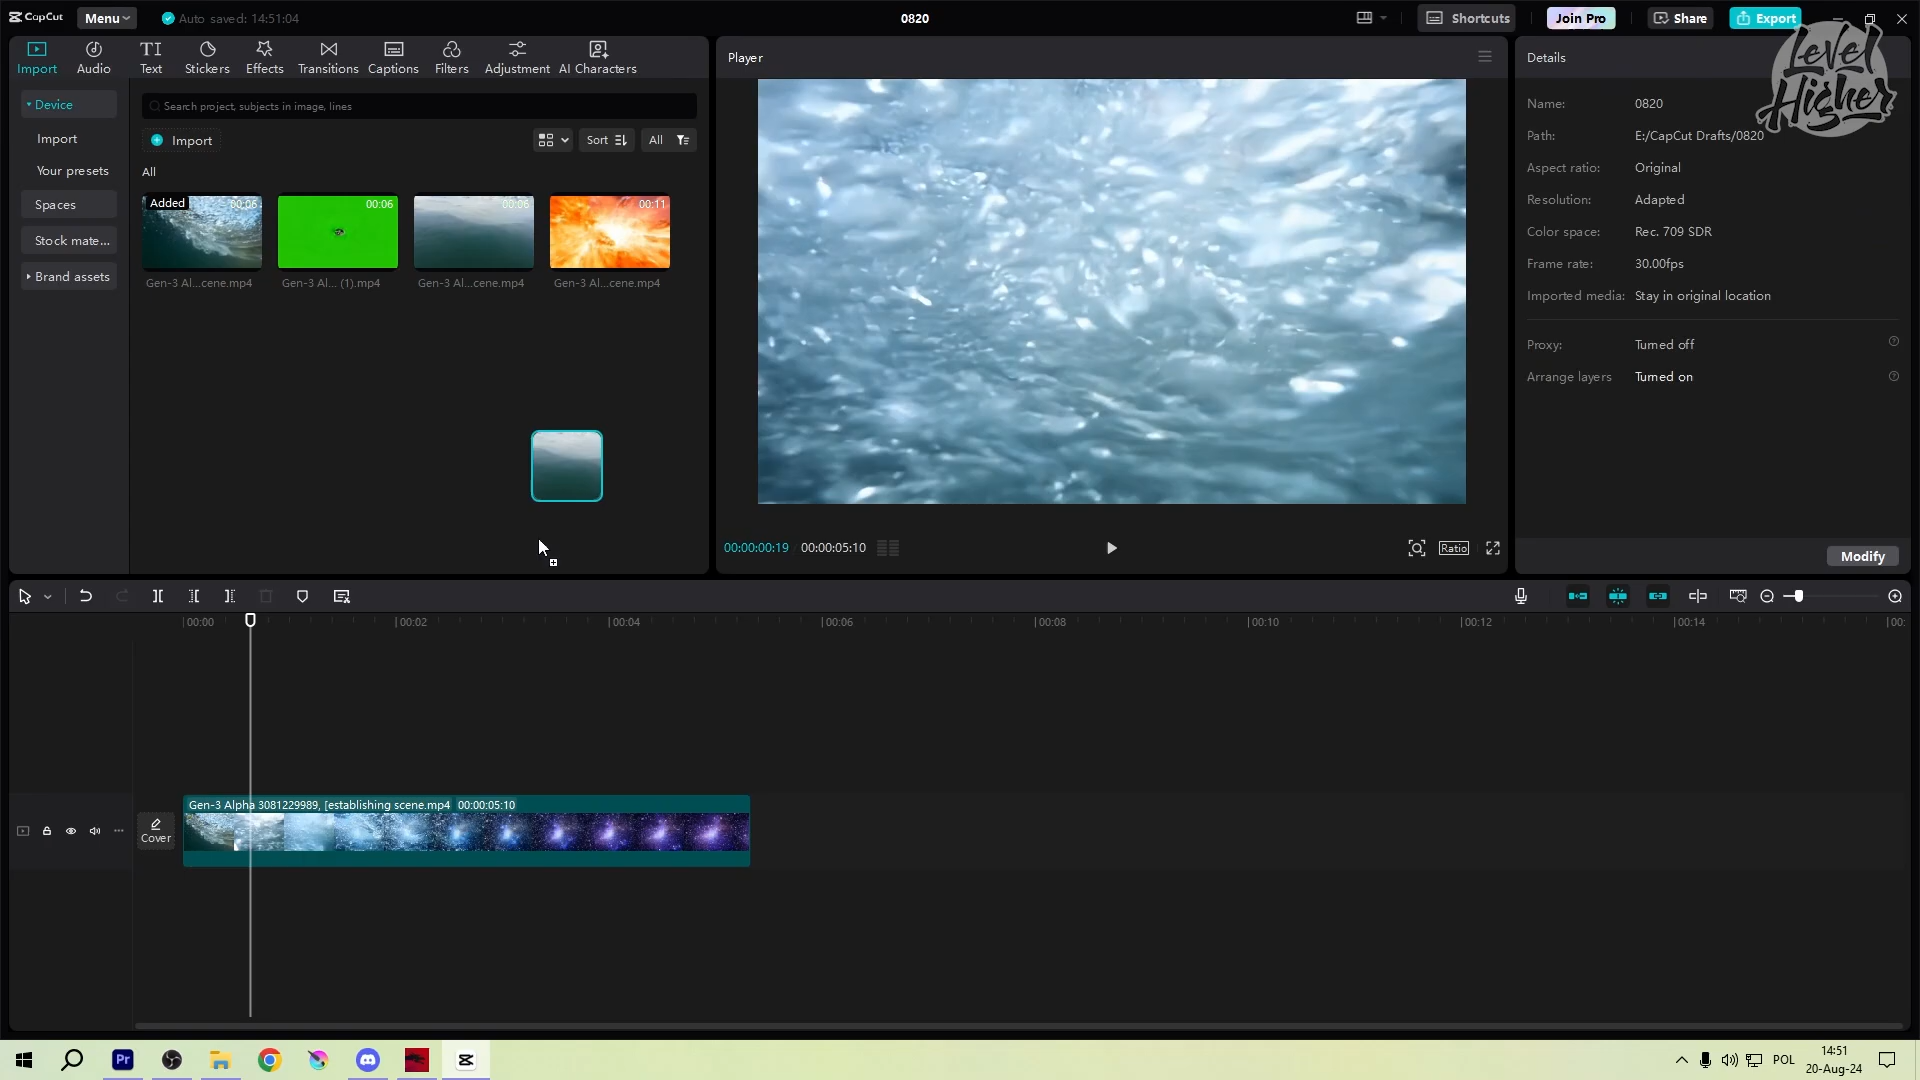 CapCut
Menu
Auto saved: 14:51:04
0820
Shortcuts
Join Pro
Share
Export
Level Higher
Import
Audio
TI
Text
Stickers
Effects
Transitions
Captions
Filters
Adjustment
AI Characters
Device
Import
Your presets
Spaces
Stock mate...
Brand assets
Search project, subjects in image, lines
Import
Sort
All
All
Added
00:06
00:06
00:06
00:11
Gen-3 Al...cene.mp4
Gen-3 Al... (1).mp4
Gen-3 Al...cene.mp4
Gen-3 Al...cene.mp4
Player
00:00:00:19
00:00:05:10
Ratio
Details
Name: 0820
Path: E:/CapCut Drafts/0820
Aspect ratio: Original
Resolution: Adapted
Color space: Rec. 709 SDR
Frame rate: 30.00fps
Imported media: Stay in original location
Proxy: Turned off
Arrange layers Turned on
Modify
00:00
00:02
00:04
00:06
00:08
00:10
00:12
00:14
00:
Cover
Gen-3 Alpha 3081229989, [establishing scene.mp4 00:00:05:10
Pr
POL
14:51
20-Aug-24